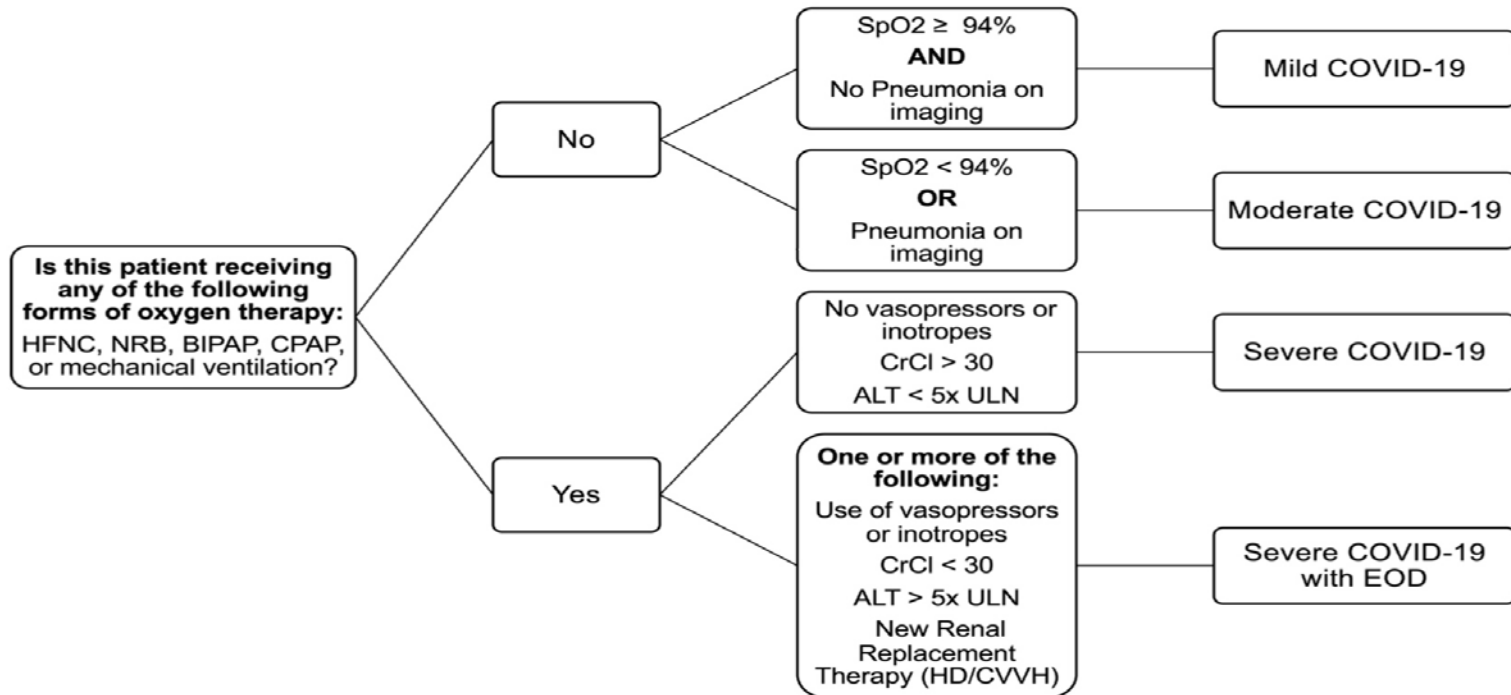 Is this patient receiving
any of the following
forms of oxygen therapy:
HFNC, NRB, BIPAP, CPAP,
or mechanical ventilation?
No
SpO2 ≥ 94%
AND
No Pneumonia on
imaging
Mild COVID-19
SpO2 < 94%
OR
Pneumonia on
imaging
Moderate COVID-19
Yes
No vasopressors or
inotropes
CrCl > 30
ALT < 5x ULN
Severe COVID-19
One or more of the
following:
Use of vasopressors
or inotropes
CrCl < 30
ALT > 5x ULN
New Renal
Replacement
Therapy (HD/CVVH)
Severe COVID-19
with EOD